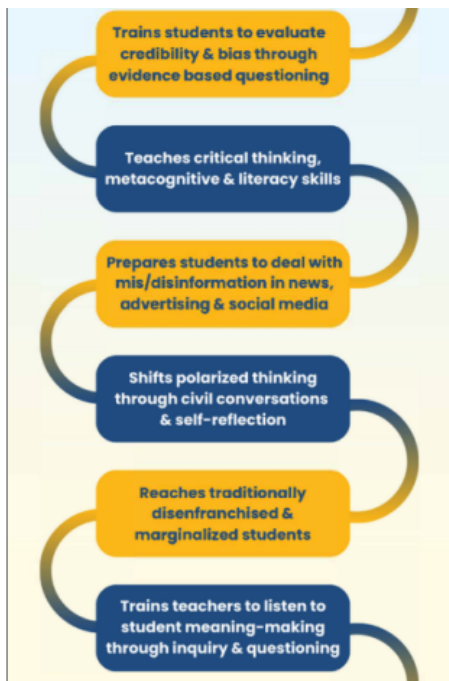 Trains students to evaluate
credibility & bias through
evidence based questioning
Teaches critical thinking,
metacognitive & literacy skills
Prepares students to deal with
mis/disinformation in news,
advertising & social media
Shifts polarized thinking
through civil conversations
& self-reflection
Reaches traditionally
disenfranchised &
marginalized students
Trains teachers to listen to
student meaning-making
through inquiry & questioning